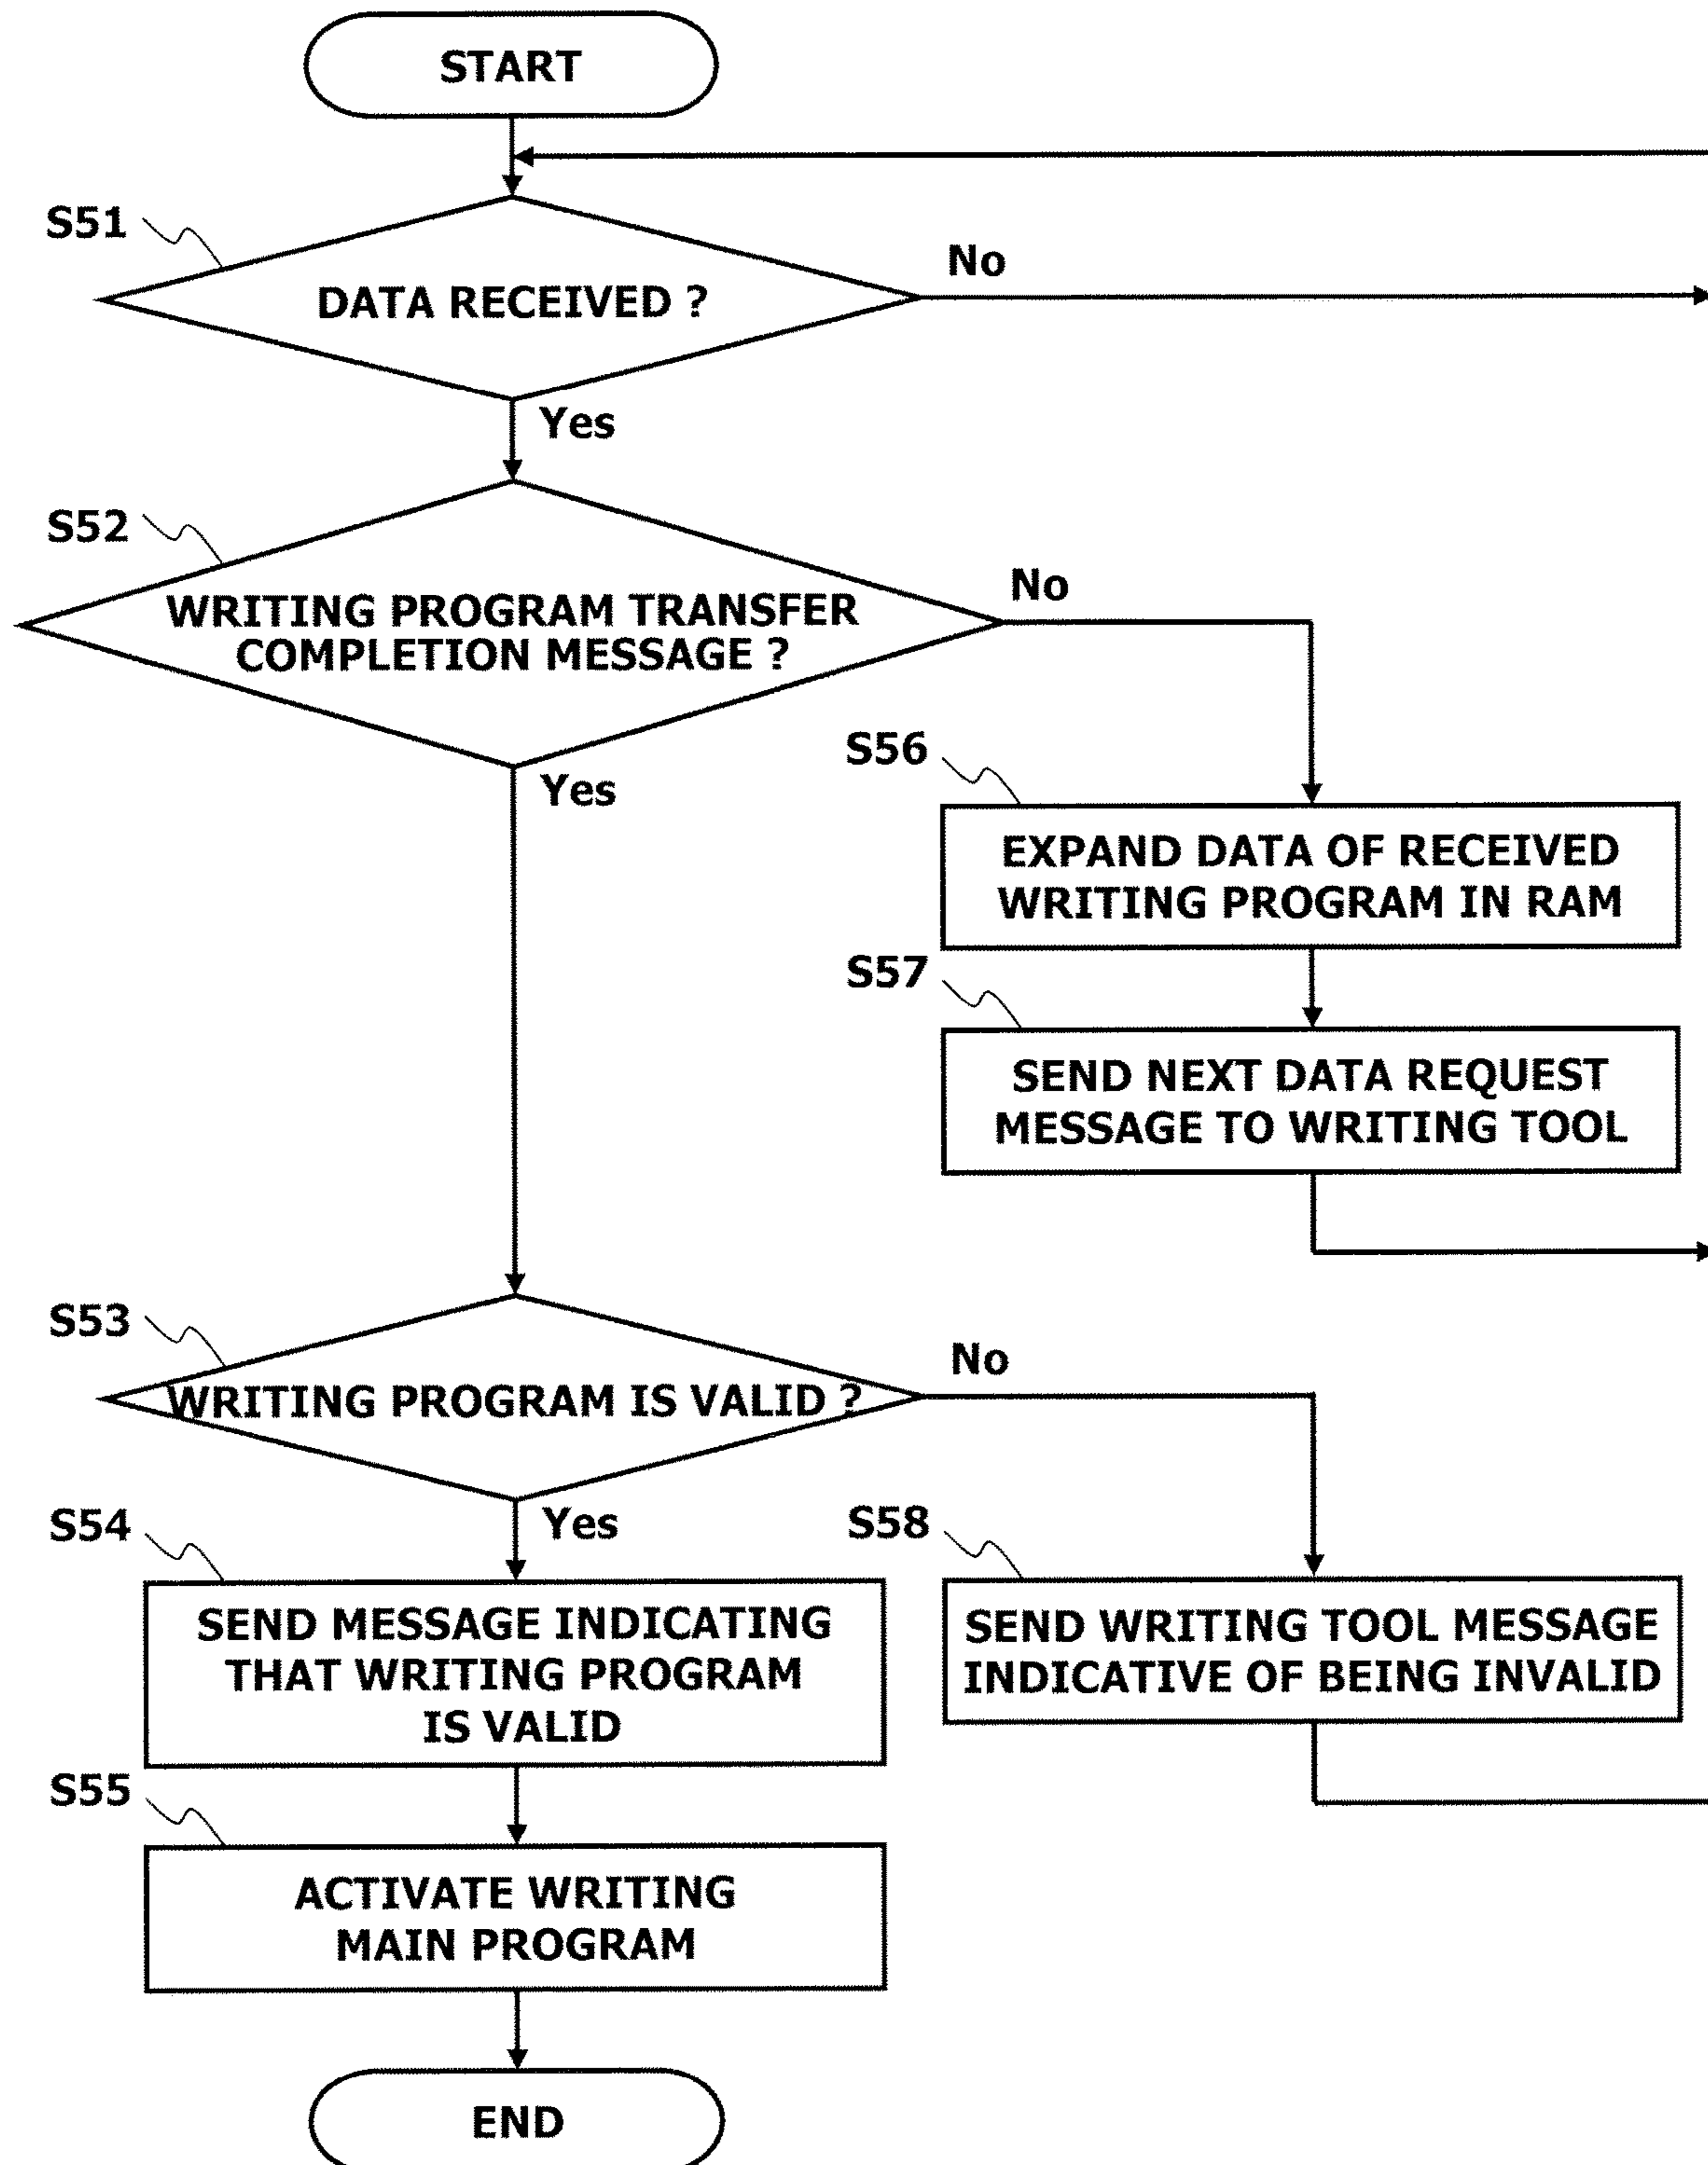 START
S51
No
DATA RECEIVED ?
Yes
S52
No
WRITING PROGRAM TRANSFER
COMPLETION MESSAGE ?
Yes
S56
EXPAND DATA OF RECEIVED
WRITING PROGRAM IN RAM
S57
SEND NEXT DATA REQUEST
MESSAGE TO WRITING TOOL
S53
No
WRITING PROGRAM IS VALID ?
Yes
S54
SEND MESSAGE INDICATING
THAT WRITING PROGRAM
IS VALID
S58
SEND WRITING TOOL MESSAGE
INDICATIVE OF BEING INVALID
S55
ACTIVATE WRITING
MAIN PROGRAM
END